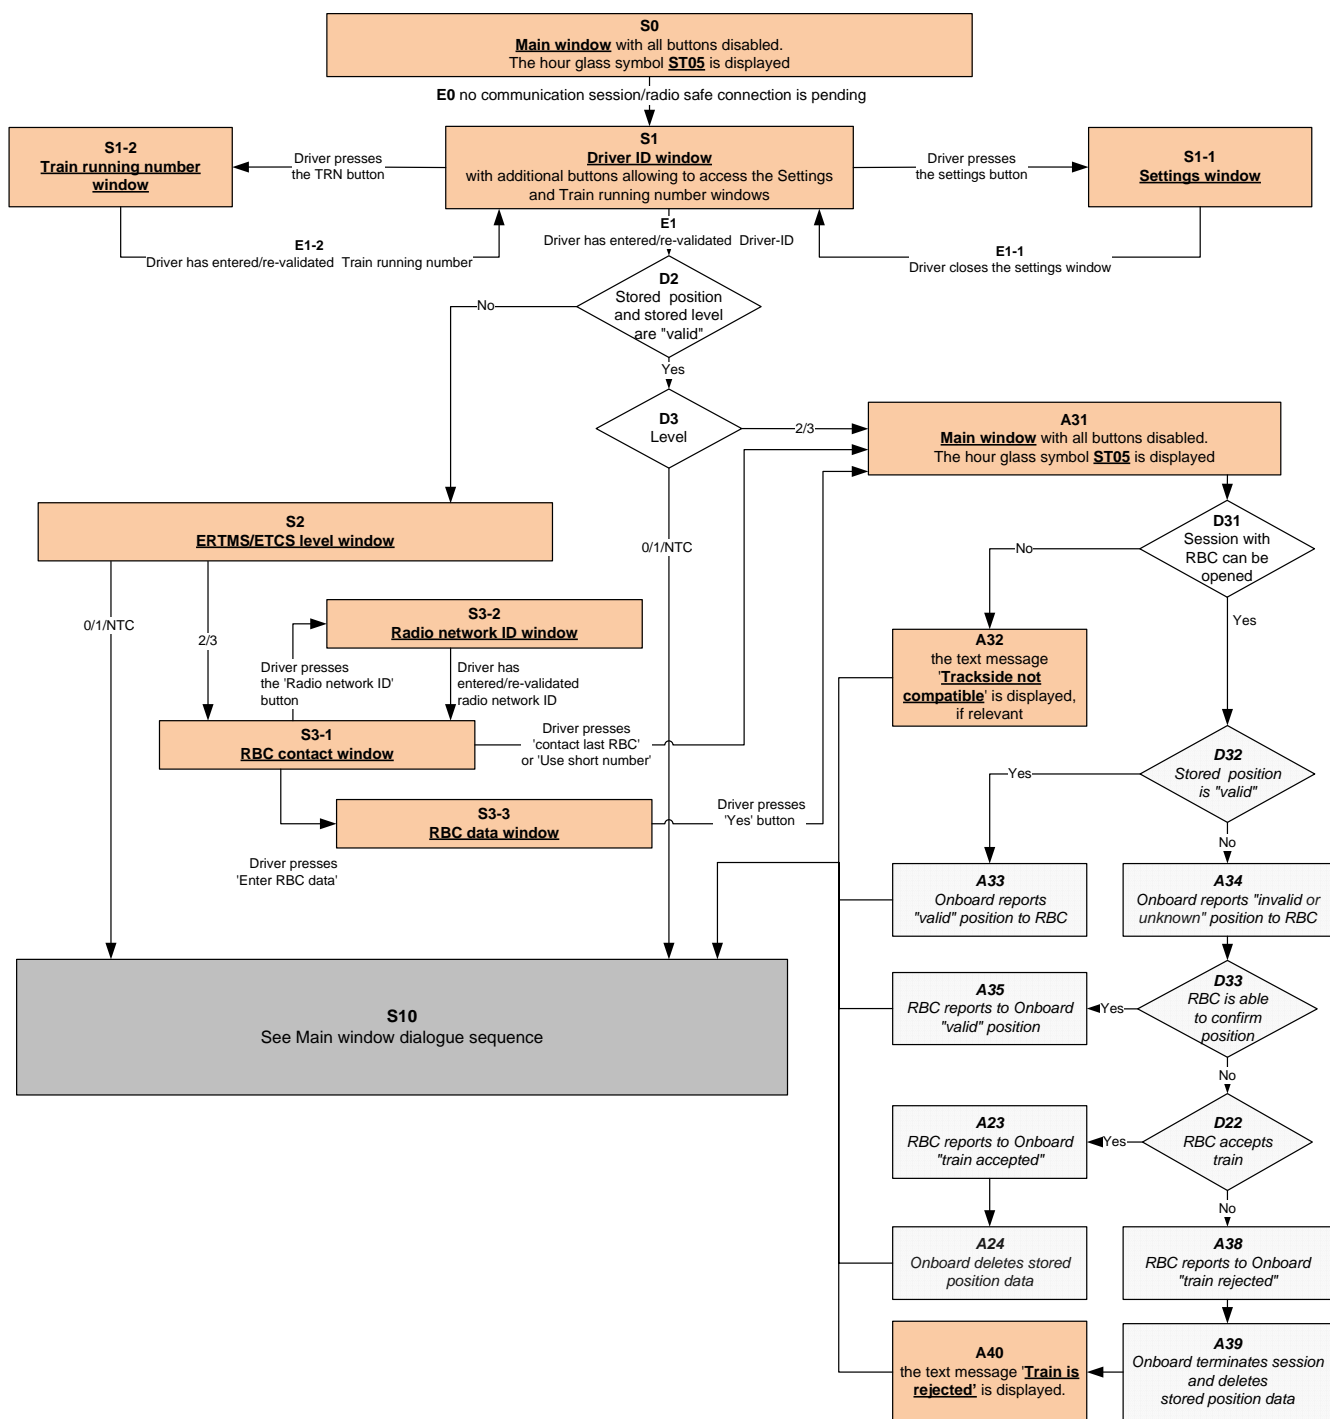 S0
Main window with all buttons disabled.
The hour glass symbol ST05 is displayed
E0 no communication session/radio safe connection is pending
S1-2
Train running number
window
Driver presses
the TRN button
S1
Driver ID window
with additional buttons allowing to access the Settings
and Train running number windows
Driver presses
the settings button
S1-1
Settings window
E1-2
Driver has entered/re-validated Train running number
E1
Driver has entered/re-validated Driver-ID
E1-1
Driver closes the settings window
D2
Stored position
and stored level
are "valid"
No
Yes
D3
Level
2/3
A31
Main window with all buttons disabled.
The hour glass symbol ST05 is displayed
S2
ERTMS/ETCS level window
0/1/NTC
D31
Session with
RBC can be
opened
No
Yes
0/1/NTC
2/3
S3-2
Radio network ID window
A32
the text message
'Trackside not
compatible' is displayed,
if relevant
Driver presses
the 'Radio network ID'
button
Driver has
entered/re-validated
radio network ID
S3-1
RBC contact window
Driver presses
'contact last RBC'
or 'Use short number'
D32
Stored position
is "valid"
Yes
No
S3-3
RBC data window
Driver presses
'Yes' button
Driver presses
'Enter RBC data'
A33
Onboard reports
"valid" position to RBC
A34
Onboard reports "invalid or
unknown" position to RBC
S10
See Main window dialogue sequence
A35
RBC reports to Onboard
"valid" position
Yes
D33
RBC is able
to confirm
position
No
A23
RBC reports to Onboard
"train accepted"
Yes
D22
RBC accepts
train
No
A24
Onboard deletes stored
position data
A38
RBC reports to Onboard
"train rejected"
A40
the text message 'Train is
rejected' is displayed.
A39
Onboard terminates session
and deletes
stored position data